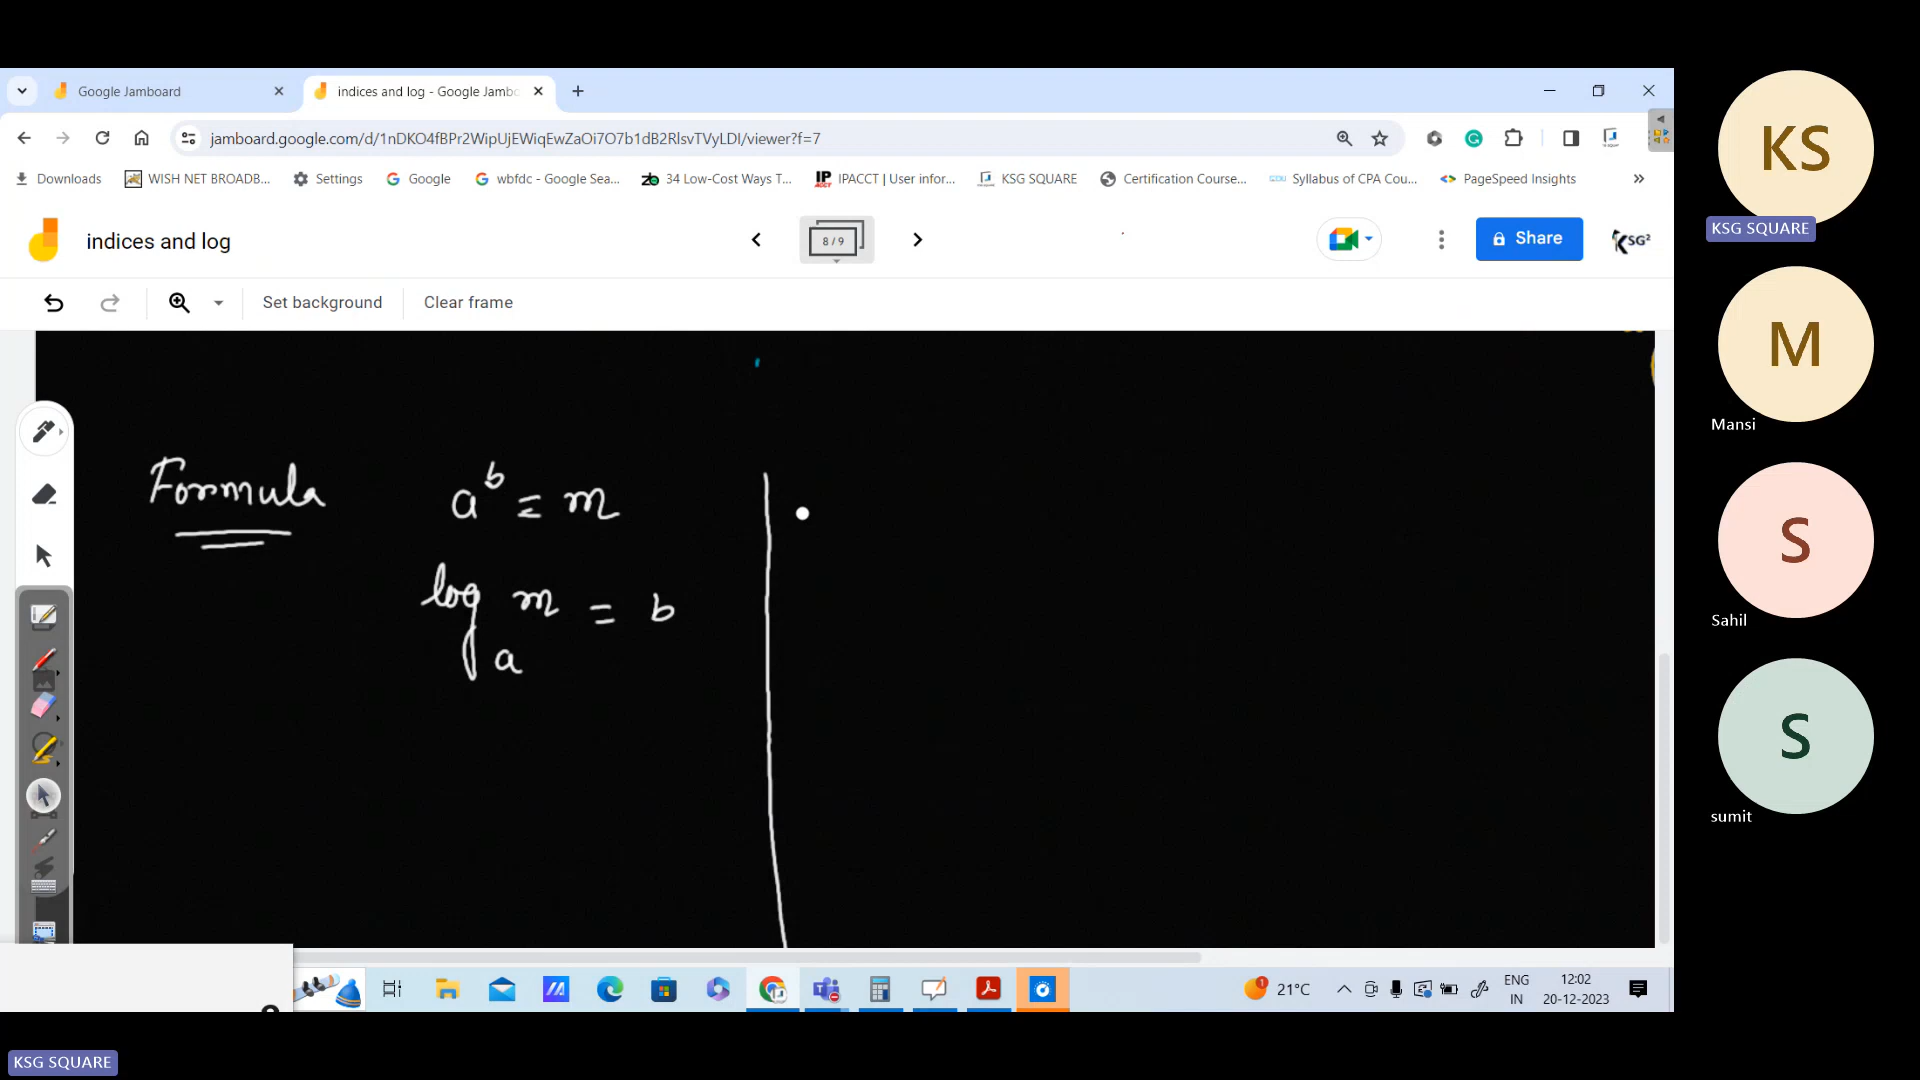 Google Jamboard
indices and log - Google Jambo
jamboard.google.com/d/1nDKO4fBPr2WipUjEWiqEwZaOi7O7b1dB2RlsvTVyLDI/viewer?f=7
Downloads WISH NET BROADB... Settings Google wbfdc - Google Sea... 34 Low-Cost Ways T... IPACCT | User infor... KSG SQUARE Certification Course... Syllabus of CPA Cou... PageSpeed Insights
indices and log
8 / 9
Share
KSG²
Set background Clear frame
Formula a^b = m
log_a m = b
21°C
ENG
IN
12:02
20-12-2023
KS
KSG SQUARE
M
Mansi
S
Sahil
S
sumit
KSG SQUARE